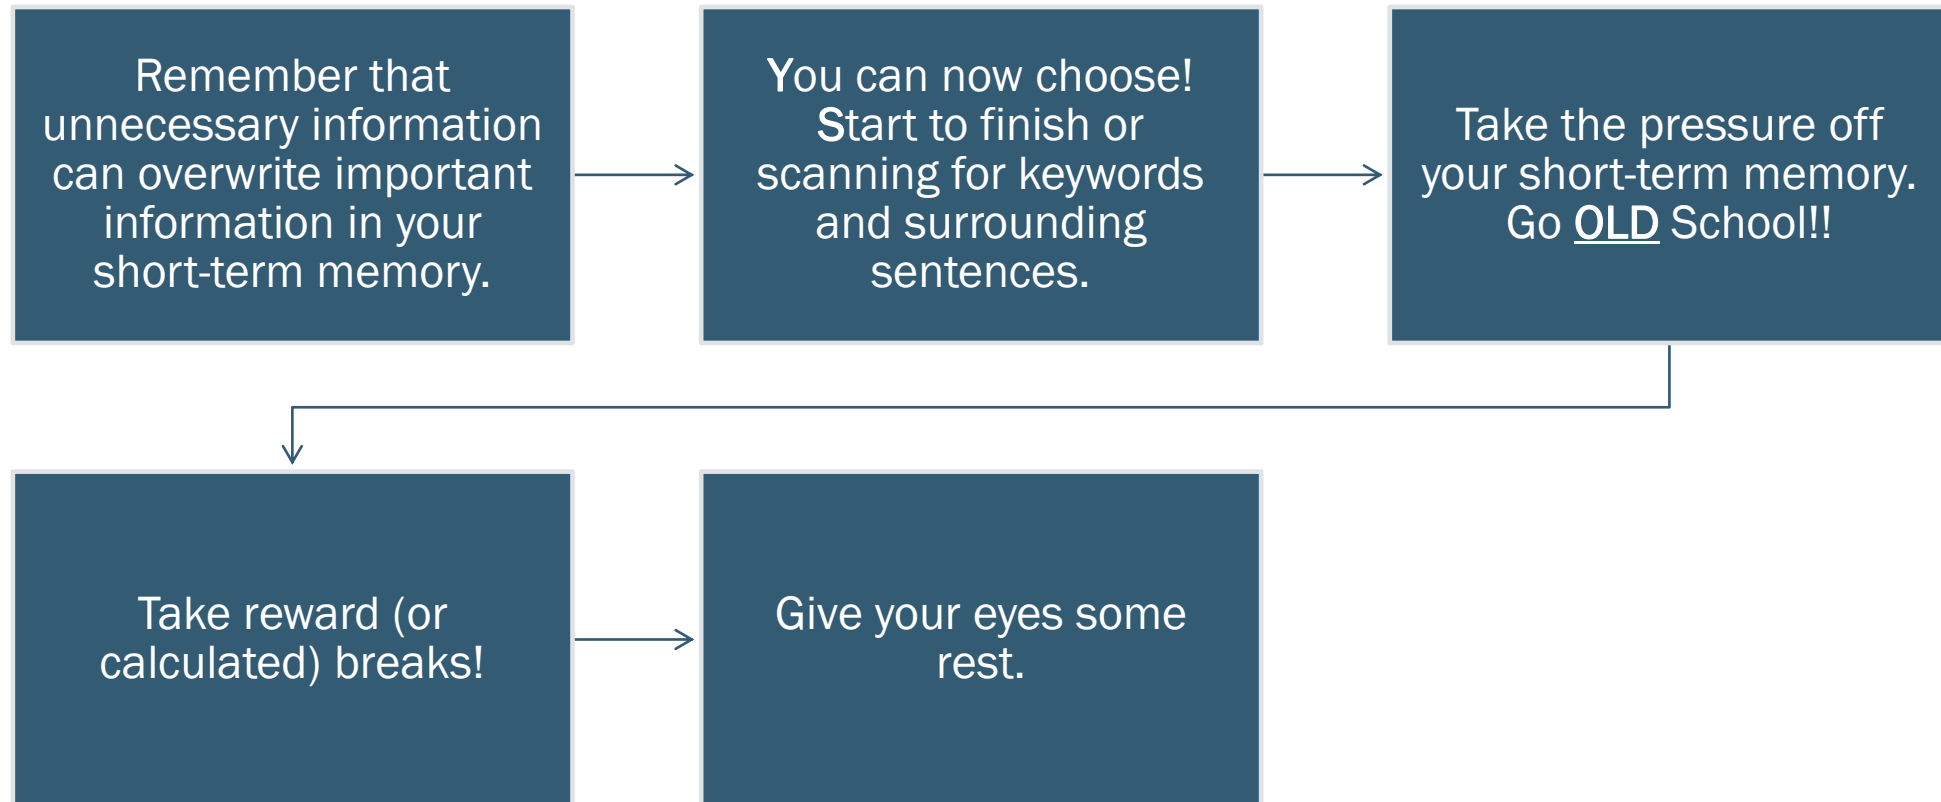 Remember that
unnecessary information
can overwrite important
information in your
short-term memory.
You can now choose!
Start to finish or
scanning for keywords
and surrounding
sentences.
Take the pressure off
your short-term memory.
Go OLD School!!
Take reward (or
calculated) breaks!
Give your eyes some
rest.